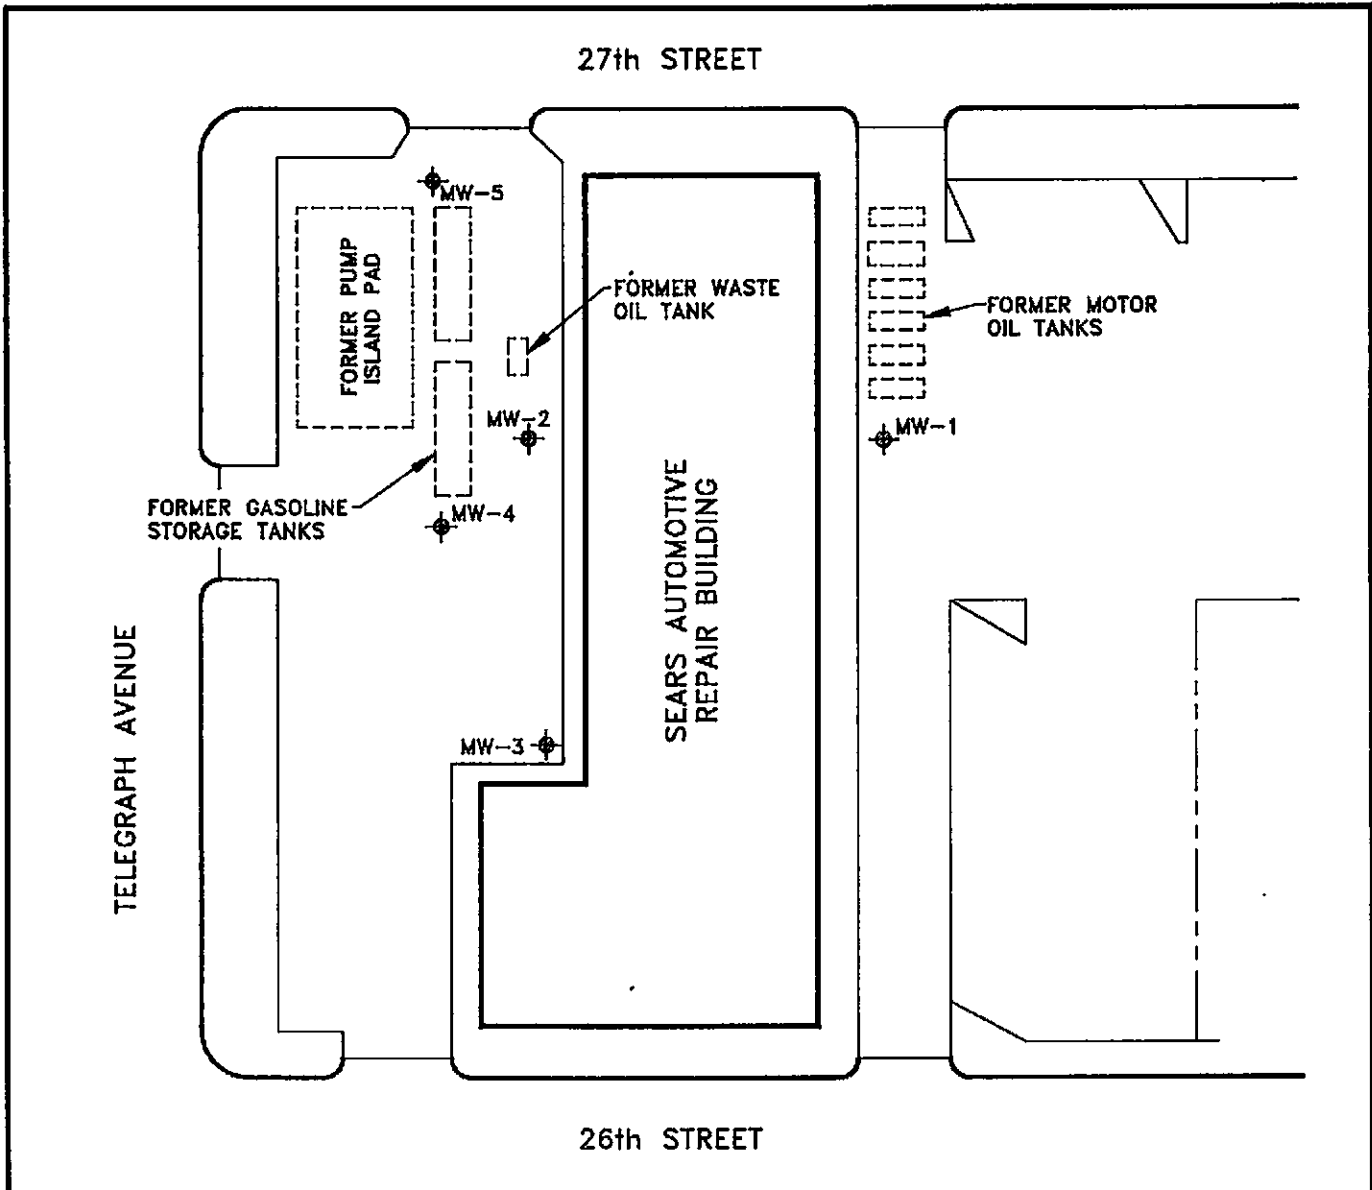 27th STREET
MW-5
FORMER PUMP
ISLAND PAD
FORMER WASTE
OIL TANK
FORMER MOTOR
OIL TANKS
MW-2
MW-1
FORMER GASOLINE
STORAGE TANKS
MW-4
SEARS AUTOMOTIVE
REPAIR BUILDING
TELEGRAPH AVENUE
MW-3
26th STREET